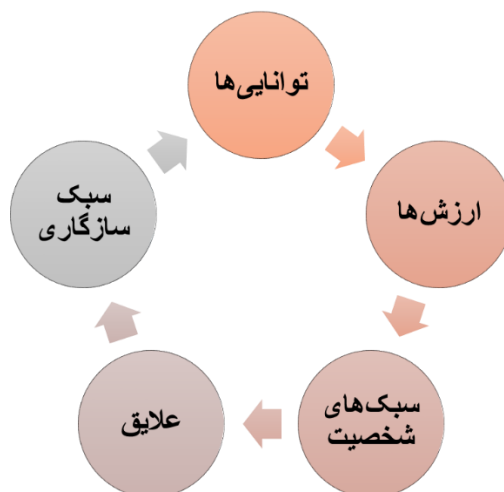 توانایی‌ها
ارزش‌ها
سبک‌های
شخصیت
علایق
سبک
سازگاری